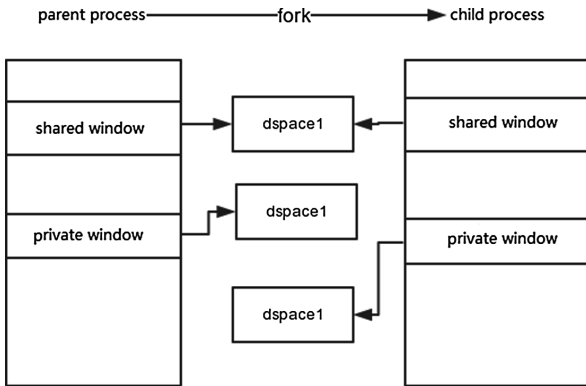 parent process fork child process
shared window dspace1 shared window
dspace1
private window private window
dspace1